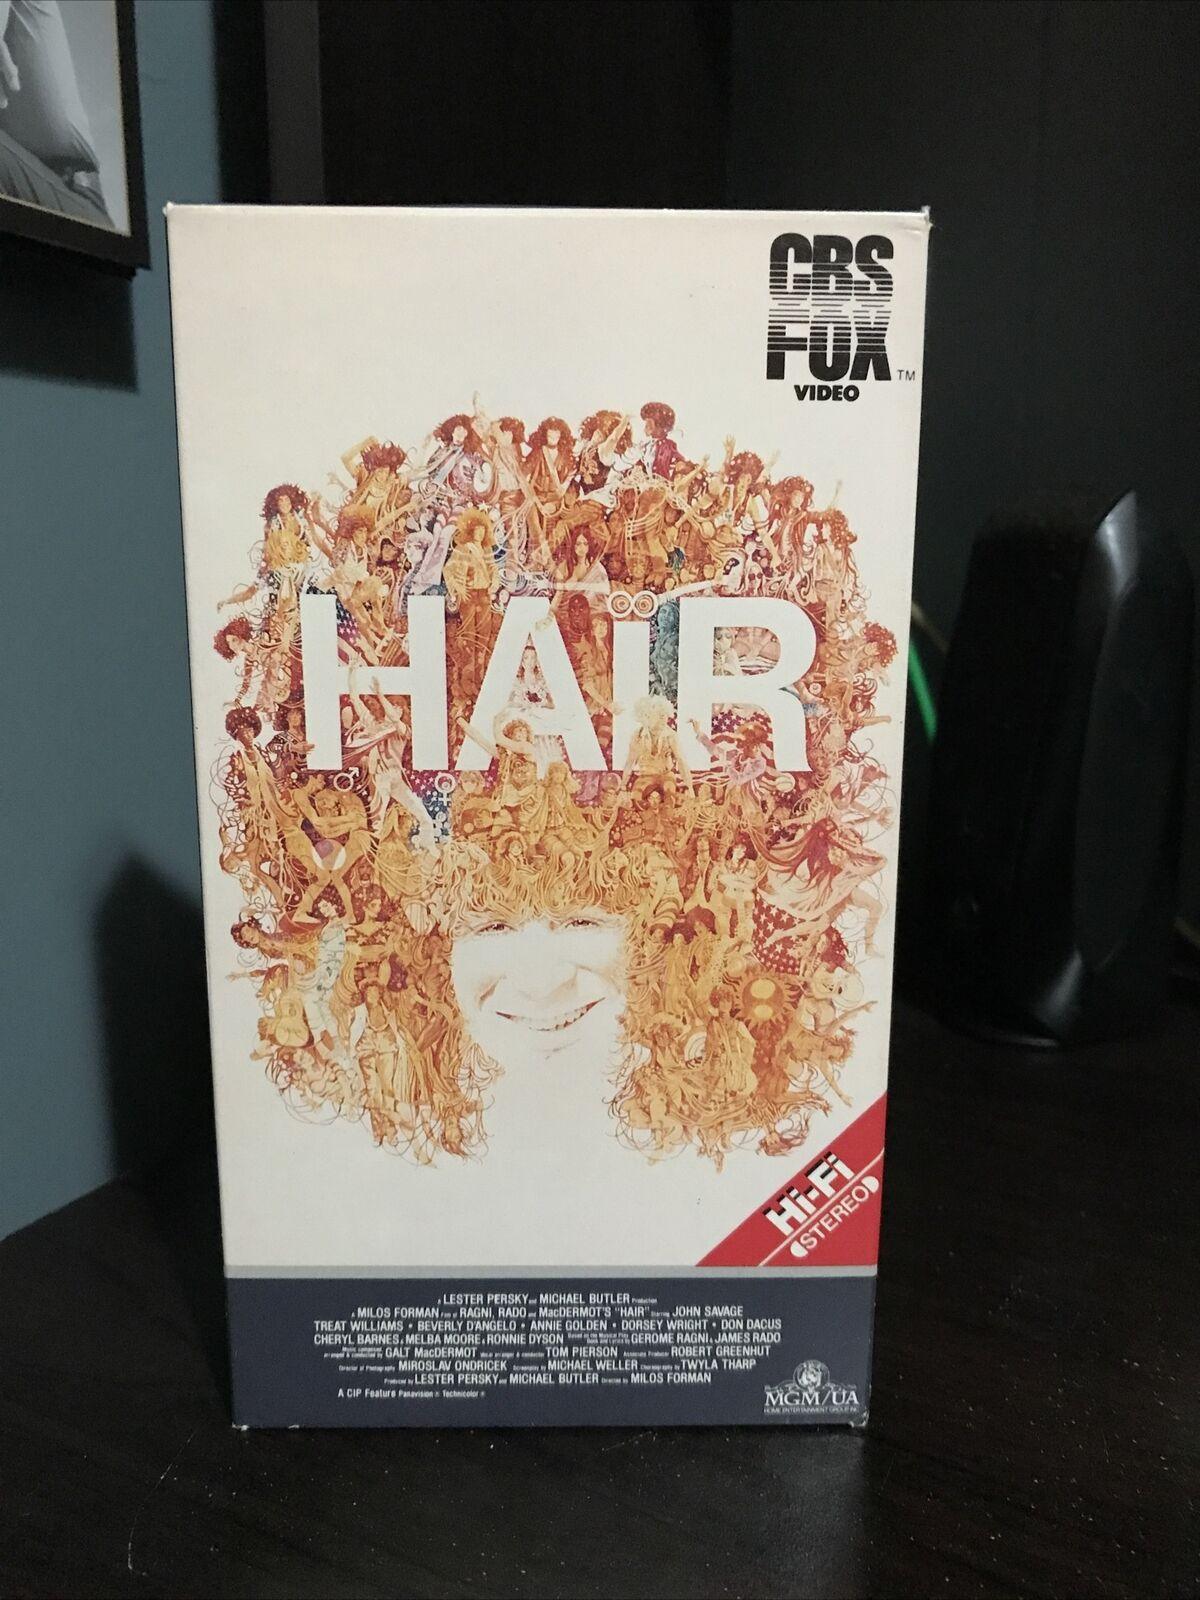 CBS
FOX
VIDEO TM
HAİR
Hi-Fi
STEREO
A LESTER PERSKY and MICHAEL BUTLER Production
A MILOS FORMAN Film of RAGNI, RADO and MacDERMOT'S "HAIR" Starring JOHN SAVAGE
TREAT WILLIAMS • BEVERLY D'ANGELO • ANNIE GOLDEN • DORSEY WRIGHT • DON DACUS
CHERYL BARNES & MELBA MOORE & RONNIE DYSON Based on the Musical Play Book and Lyrics by GEROME RAGNI & JAMES RADO
Music composed, arranged & conducted by GALT MacDERMOT Vocal arranger & conductor TOM PIERSON Associate Producer ROBERT GREENHUT
Director of Photography MIROSLAV ONDRICEK Screenplay by MICHAEL WELLER Choreography by TWYLA THARP
Produced by LESTER PERSKY and MICHAEL BUTLER Directed by MILOS FORMAN
A CIP Feature Panavision® Technicolor®
MGM/UA
HOME ENTERTAINMENT GROUP INC